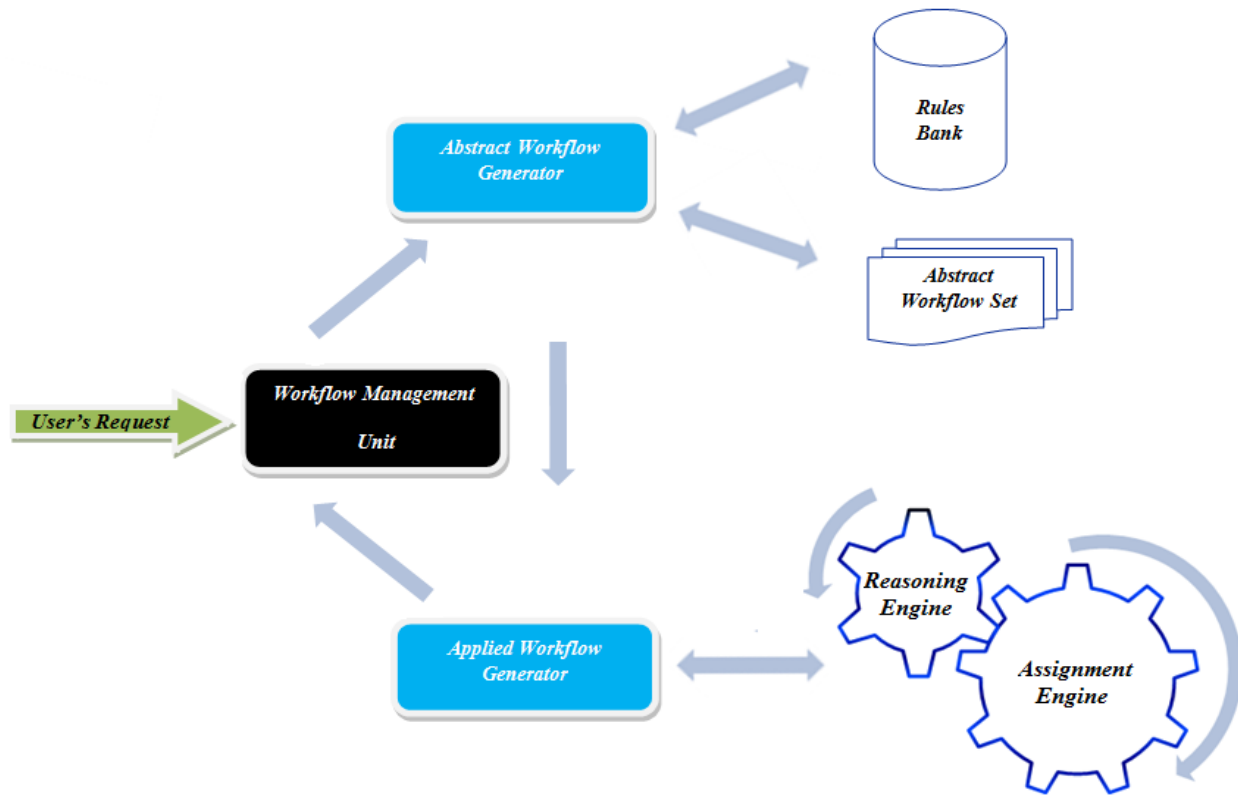 Abstract Workflow
Generator
Rules
Bank
Abstract
Workflow Set
Workflow Management
Unit
User’s Request
Reasoning
Engine
Assignment
Engine
Applied Workflow
Generator